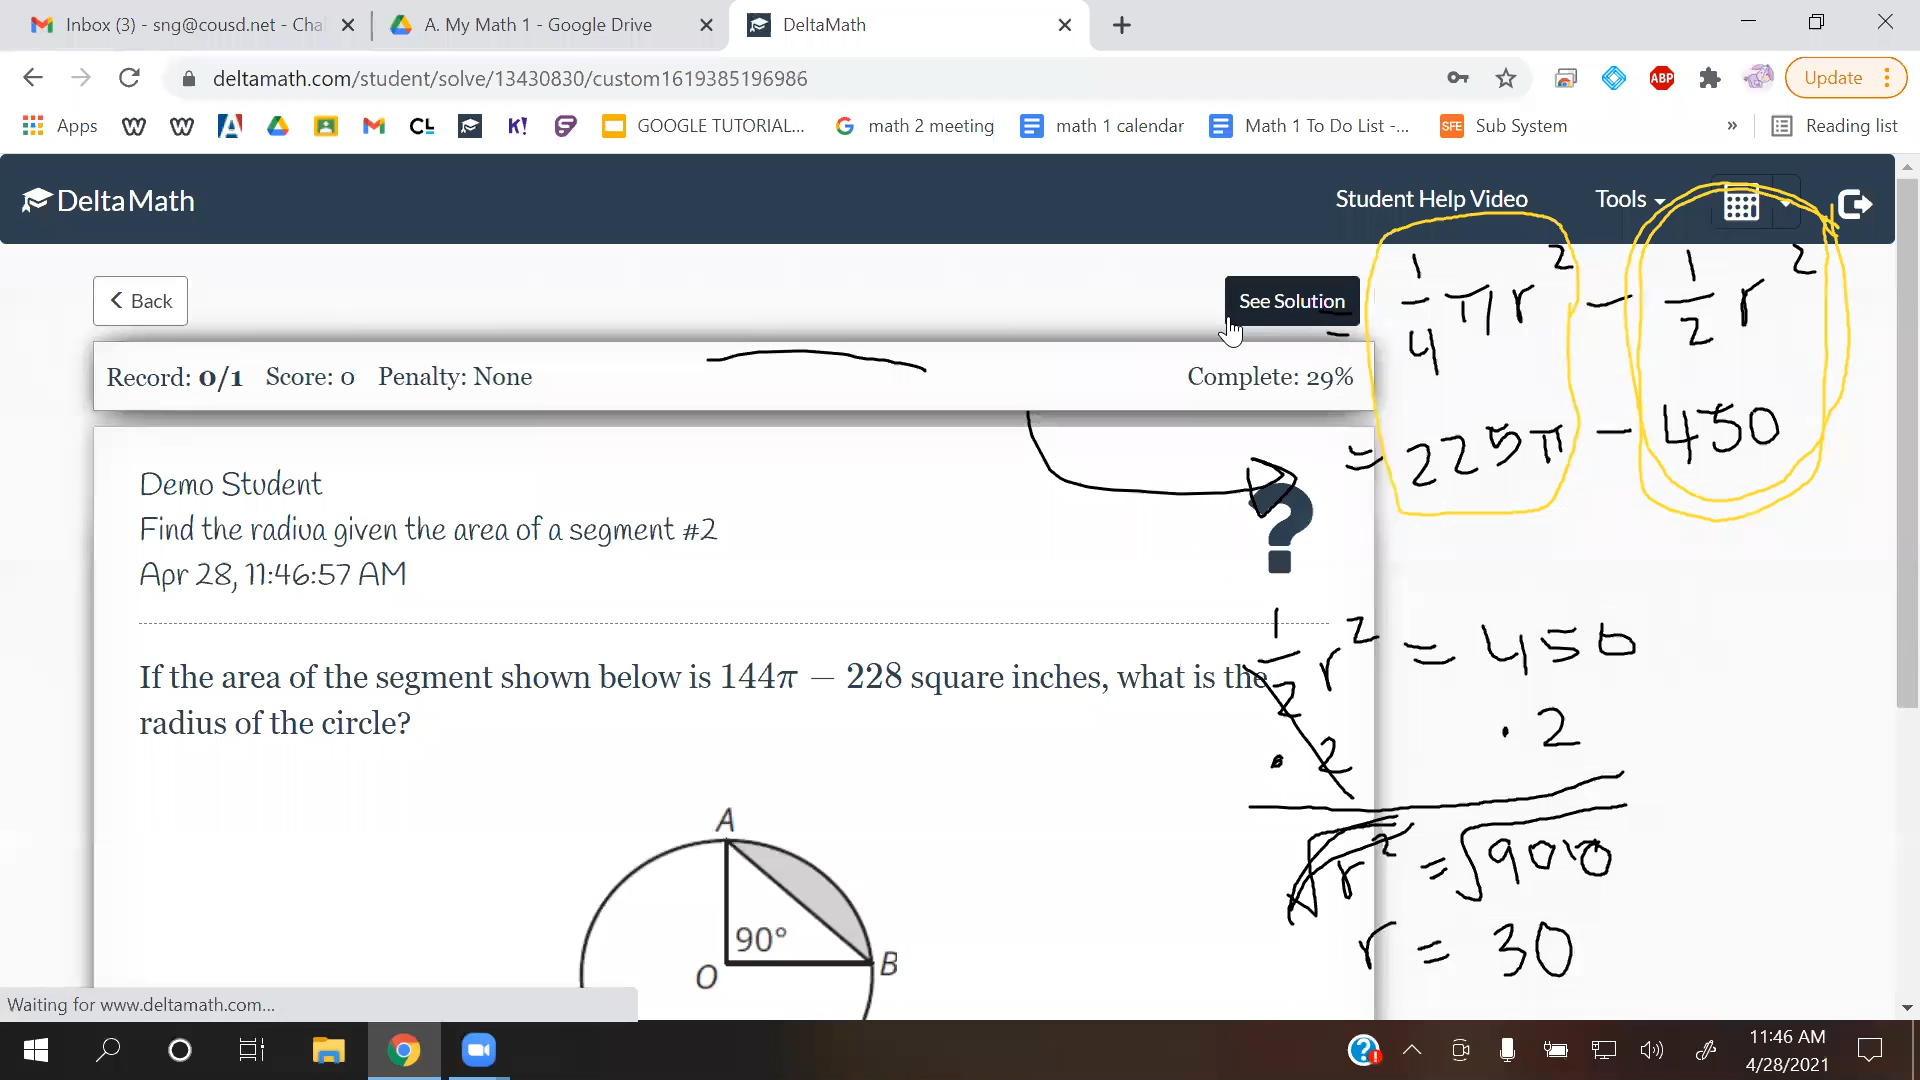 Inbox (3) - sng@cousd.net - Cha
A. My Math 1 - Google Drive
DeltaMath
deltamath.com/student/solve/13430830/custom1619385196986
ABP
Update
Apps
CL
K!
GOOGLE TUTORIAL...
math 2 meeting
math 1 calendar
Math 1 To Do List -...
SFE
Sub System
»
Reading list
DeltaMath
Student Help Video
Tools
Back
See Solution
= 1/4 πr² − 1/2 r²
Record: 0/1 Score: 0 Penalty: None
Complete: 29%
= 225π − 450
Demo Student
Find the radiva given the area of a segment #2
Apr 28, 11:46:57 AM
?
1/2 r² = 450
If the area of the segment shown below is 144π − 228 square inches, what is the
radius of the circle?
· 2 · 2
A
√r² = √900
90°
r = 30
O
B
Waiting for www.deltamath.com...
11:46 AM
4/28/2021